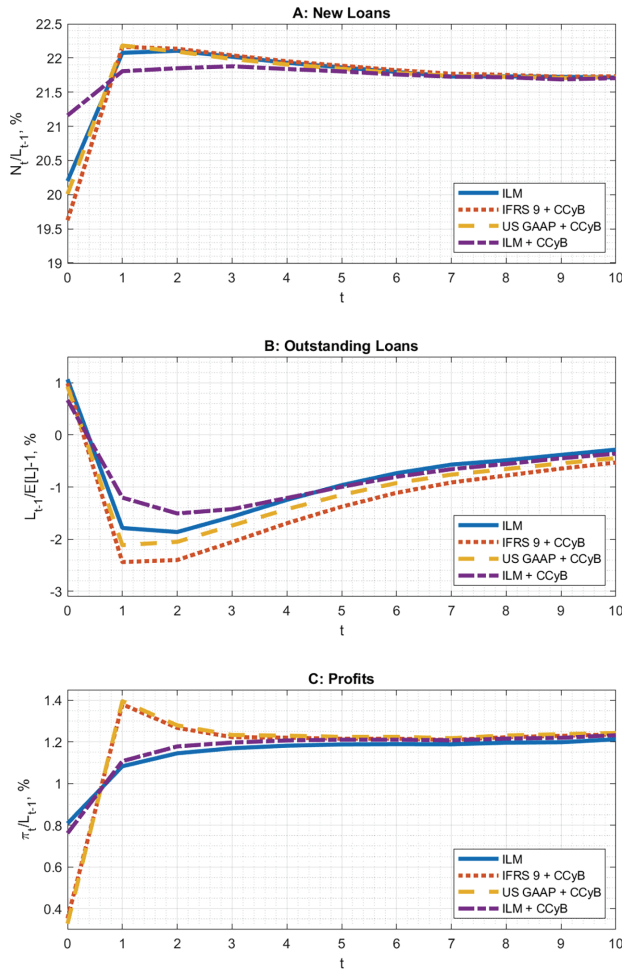 A: New Loans
22.5
22
21.5
21
20.5
20
19.5
19
N_t/L_{t-1}, %
0 1 2 3 4 5 6 7 8 9 10
t
ILM
IFRS 9 + CCyB
US GAAP + CCyB
ILM + CCyB
B: Outstanding Loans
1
0
-1
-2
-3
L_{t-1}/E[L]-1, %
0 1 2 3 4 5 6 7 8 9 10
t
ILM
IFRS 9 + CCyB
US GAAP + CCyB
ILM + CCyB
C: Profits
1.4
1.2
1
0.8
0.6
0.4
π_t/L_{t-1}, %
0 1 2 3 4 5 6 7 8 9 10
t
ILM
IFRS 9 + CCyB
US GAAP + CCyB
ILM + CCyB